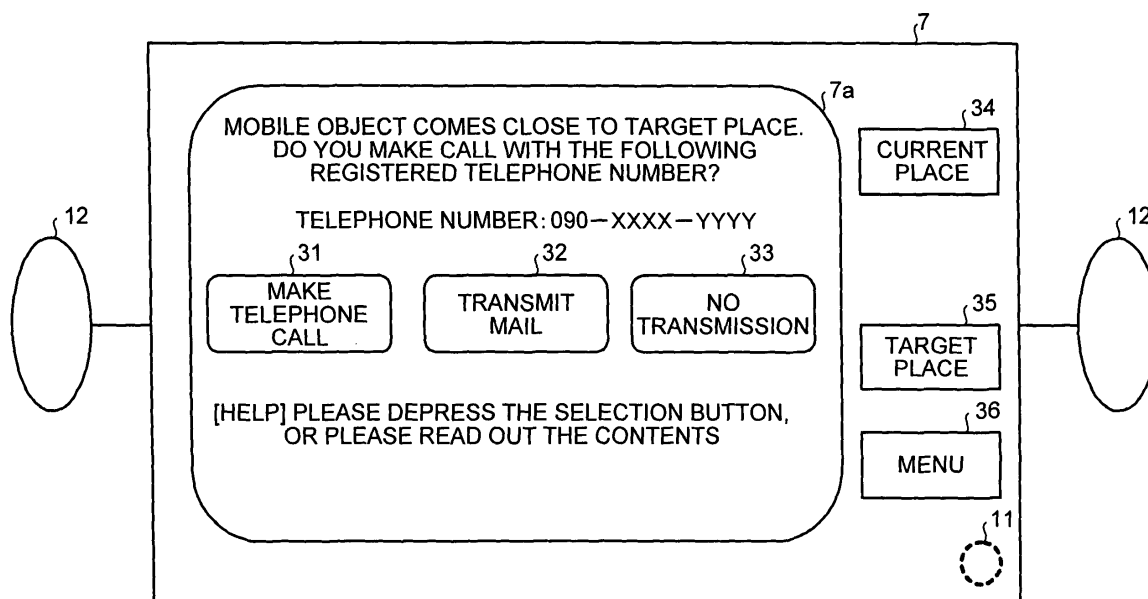 7
7a
MOBILE OBJECT COMES CLOSE TO TARGET PLACE.
DO YOU MAKE CALL WITH THE FOLLOWING
REGISTERED TELEPHONE NUMBER?
TELEPHONE NUMBER: 090-XXXX-YYYY
31
MAKE
TELEPHONE
CALL
32
TRANSMIT
MAIL
33
NO
TRANSMISSION
[HELP] PLEASE DEPRESS THE SELECTION BUTTON,
OR PLEASE READ OUT THE CONTENTS
34
CURRENT
PLACE
35
TARGET
PLACE
36
MENU
11
12
12